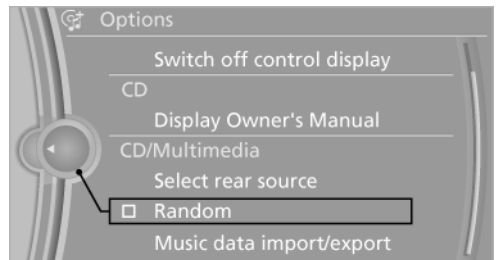 Options
Switch off control display
CD
Display Owner's Manual
CD/Multimedia
Select rear source
Random
Music data import/export